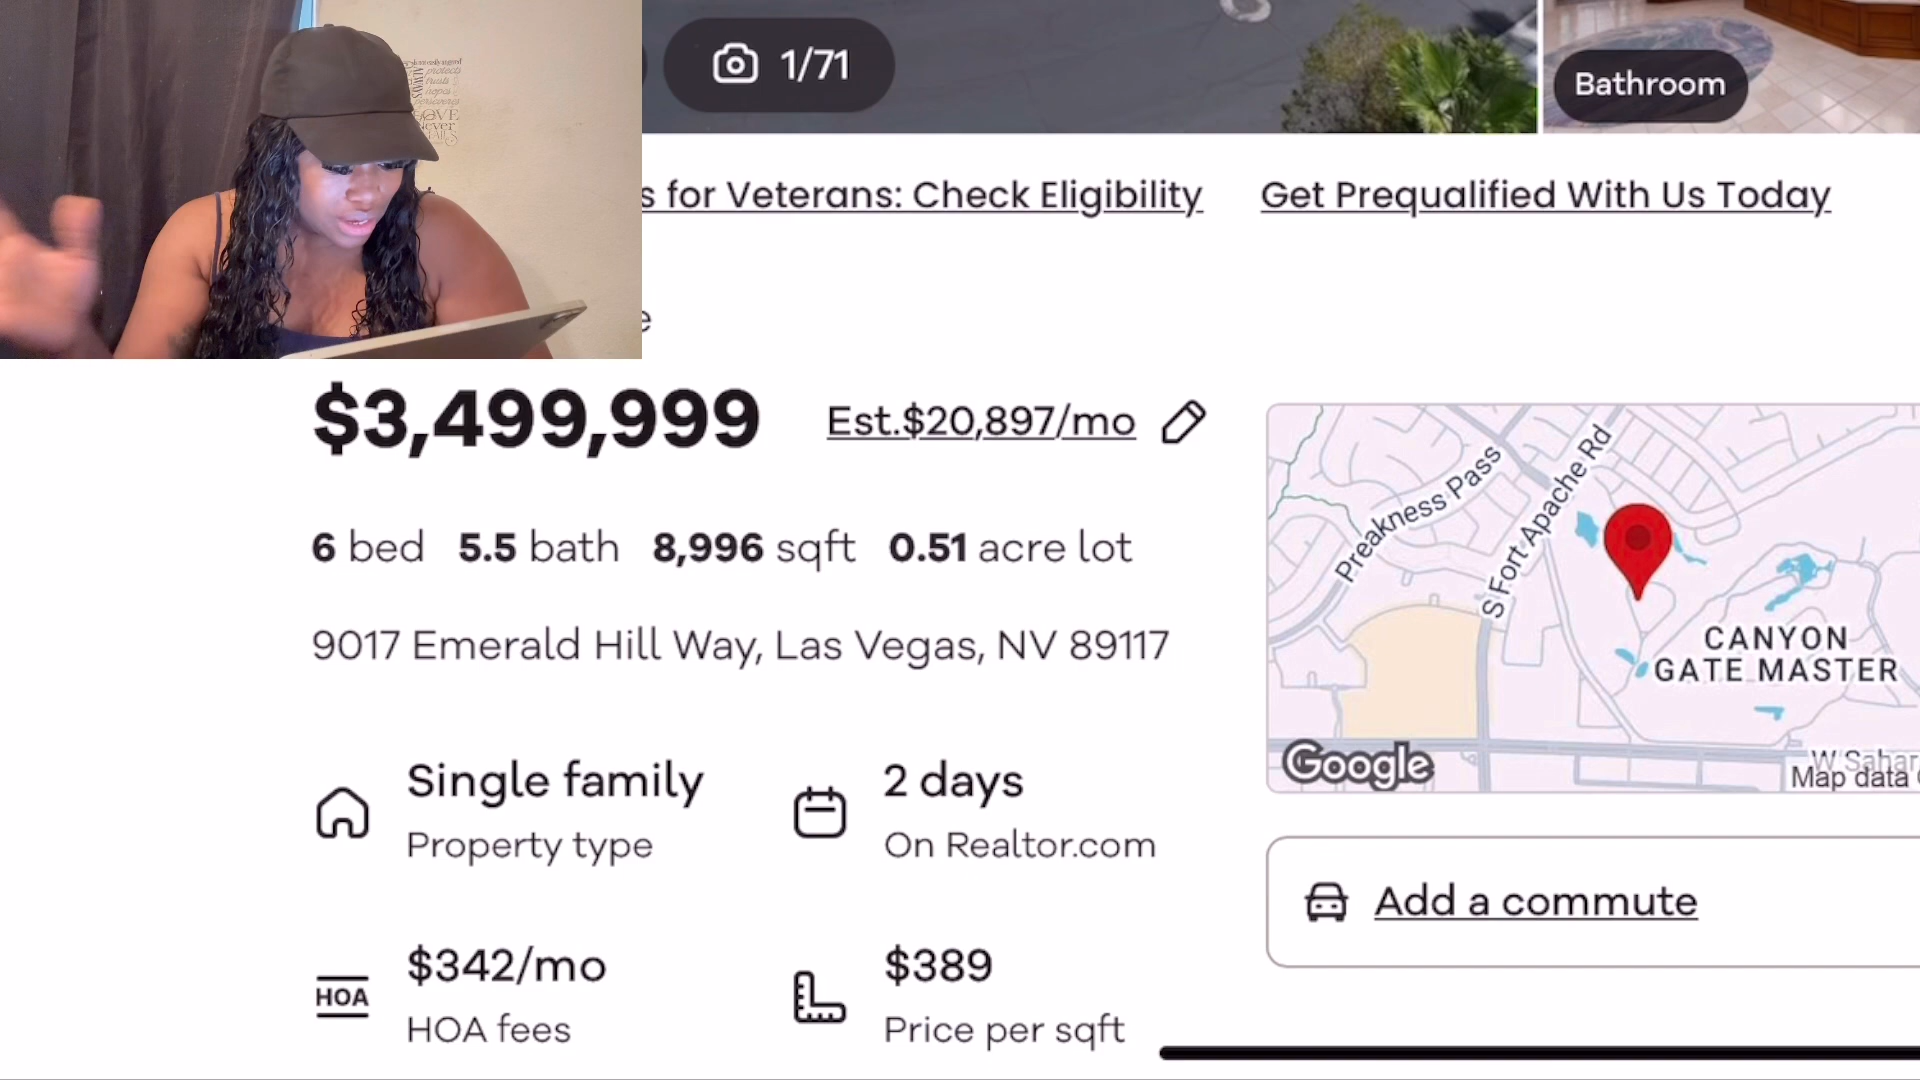 1/71
Bathroom
s for Veterans: Check Eligibility
Get Prequalified With Us Today
e
$3,499,999
Est.$20,897/mo
6 bed 5.5 bath 8,996 sqft 0.51 acre lot
9017 Emerald Hill Way, Las Vegas, NV 89117
Single family
Property type
2 days
On Realtor.com
HOA
$342/mo
HOA fees
$389
Price per sqft
Preakness Pass
S Fort Apache Rd
CANYON
GATE MASTER
W Sahar
Google
Map data
Add a commute